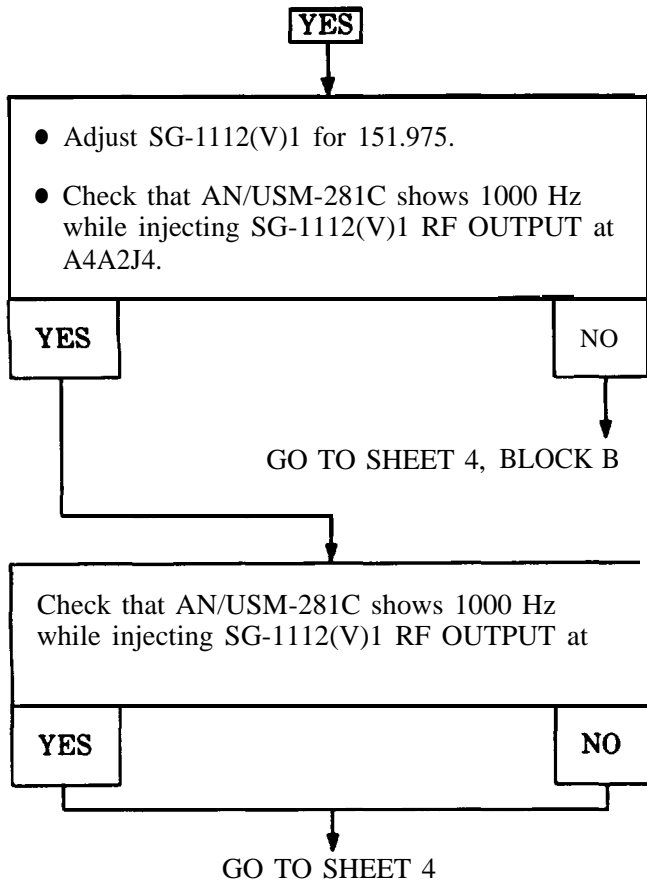 YES
● Adjust SG-1112(V)1 for 151.975.
● Check that AN/USM-281C shows 1000 Hz
while injecting SG-1112(V)1 RF OUTPUT at
A4A2J4.
YES
NO
GO TO SHEET 4, BLOCK B
Check that AN/USM-281C shows 1000 Hz
while injecting SG-1112(V)1 RF OUTPUT at
YES
NO
GO TO SHEET 4